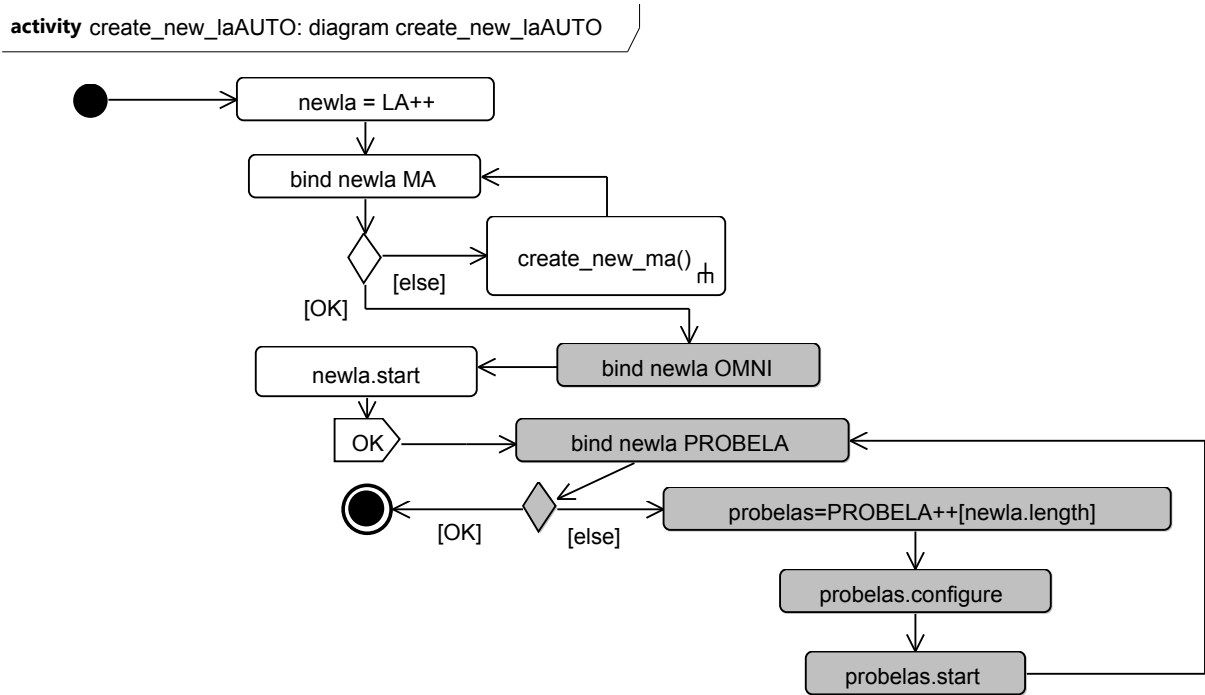 activity create_new_laAUTO: diagram create_new_laAUTO
newla = LA++
bind newla MA
create_new_ma()
[else]
[OK]
bind newla OMNI
newla.start
OK
bind newla PROBELA
probelas=PROBELA++[newla.length]
[OK]
[else]
probelas.configure
probelas.start